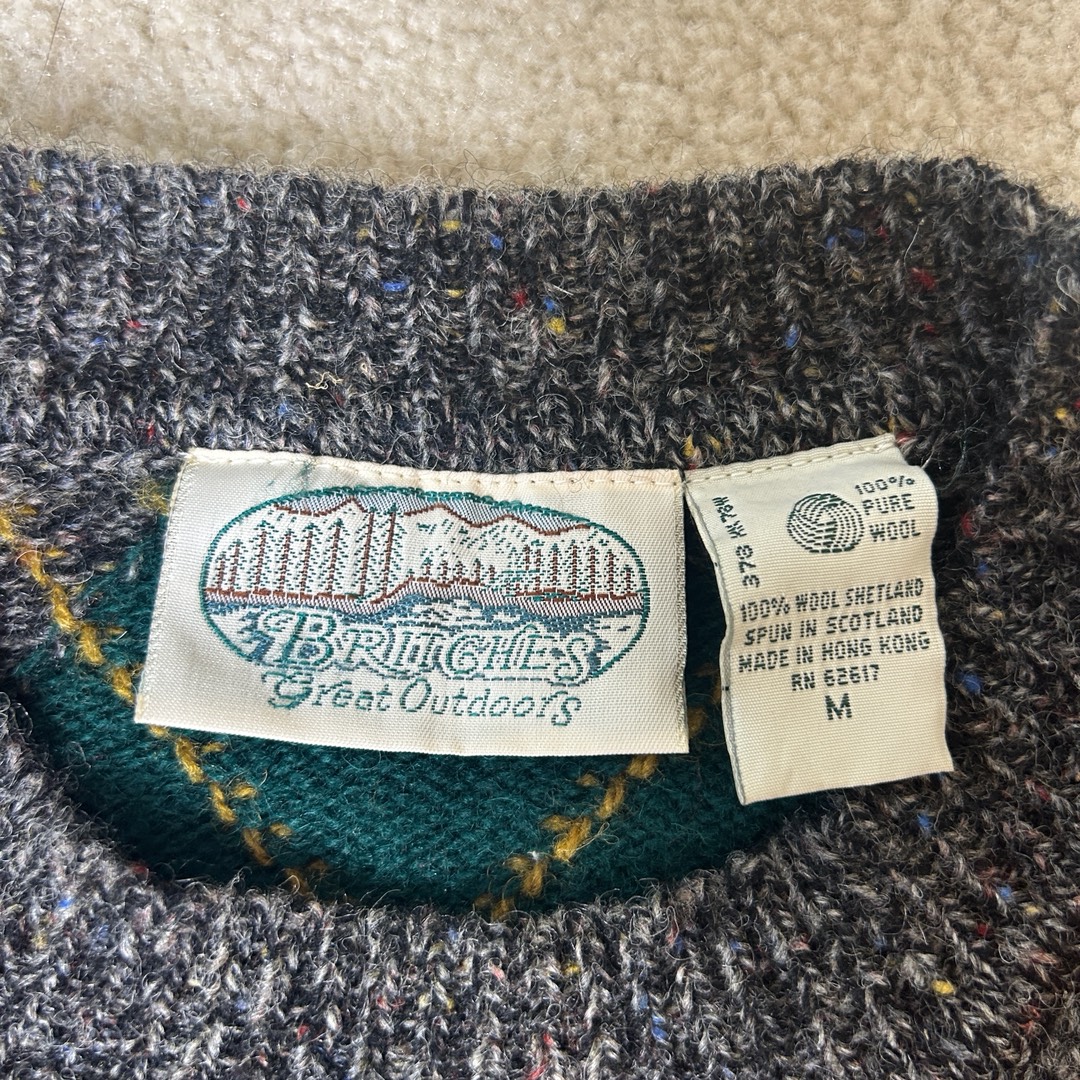 BRITCHES
Great Outdoors
100%
PURE
WOOL
100% WOOL SHETLAND
SPUN IN SCOTLAND
MADE IN HONG KONG
RN 62617
M